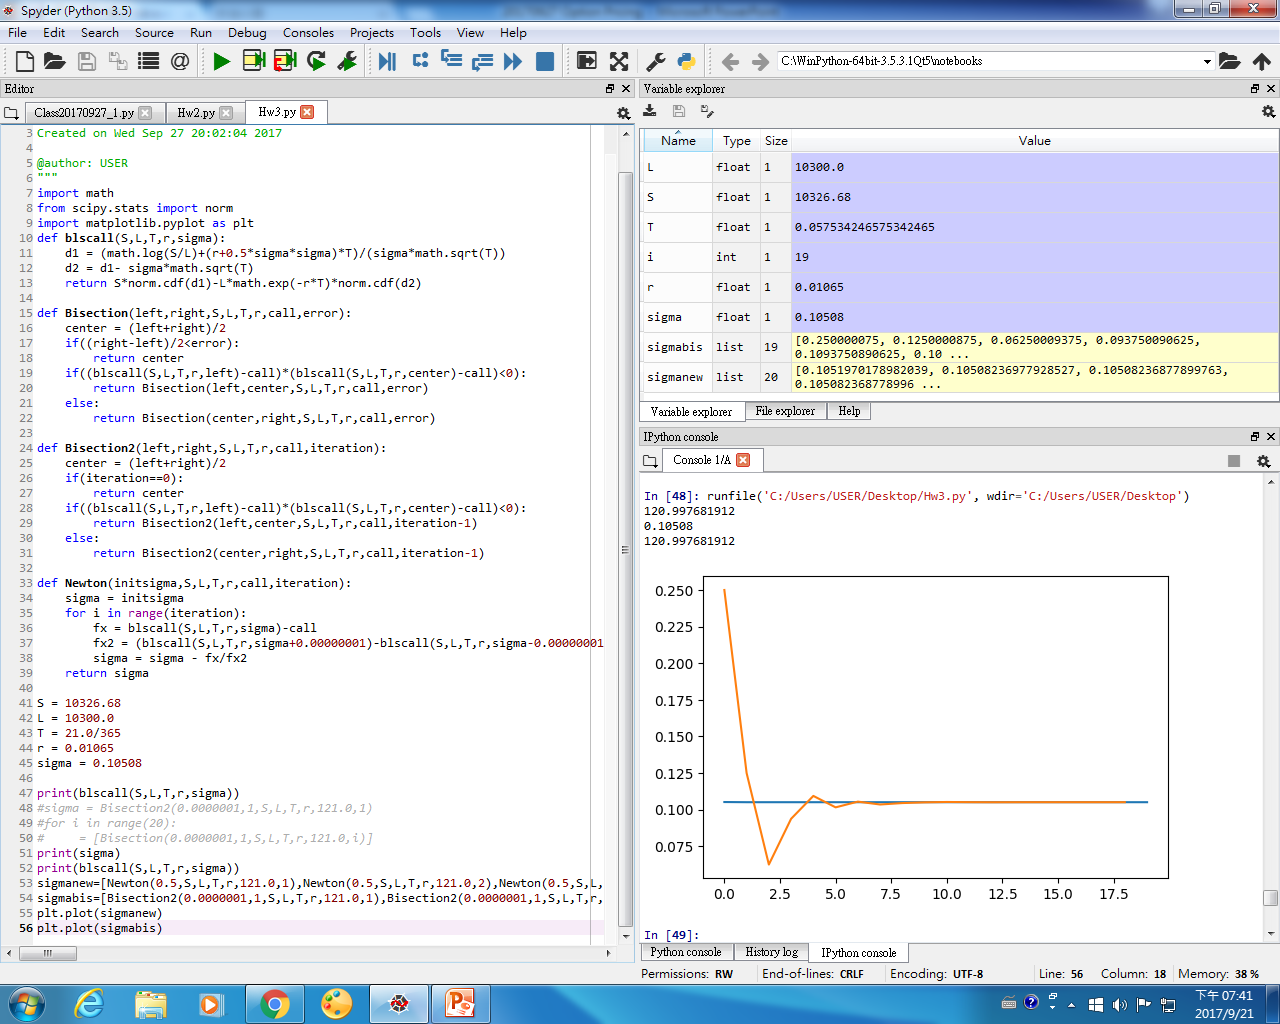 Spyder (Python 3.5)
File Edit Search Source Run Debug Consoles Projects Tools View Help
C:\WinPython-64bit-3.5.3.1Qt5\notebooks
Editor
Class20170927_1.py Hw2.py Hw3.py
3 Created on Wed Sep 27 20:02:04 2017
4
5 @author: USER
6 """
7 import math
8 from scipy.stats import norm
9 import matplotlib.pyplot as plt
10 def blscall(S,L,T,r,sigma):
11     d1 = (math.log(S/L)+(r+0.5*sigma*sigma)*T)/(sigma*math.sqrt(T))
12     d2 = d1- sigma*math.sqrt(T)
13     return S*norm.cdf(d1)-L*math.exp(-r*T)*norm.cdf(d2)
14
15 def Bisection(left,right,S,L,T,r,call,error):
16     center = (left+right)/2
17     if((right-left)/2<error):
18         return center
19     if((blscall(S,L,T,r,left)-call)*(blscall(S,L,T,r,center)-call)<0):
20         return Bisection(left,center,S,L,T,r,call,error)
21     else:
22         return Bisection(center,right,S,L,T,r,call,error)
23
24 def Bisection2(left,right,S,L,T,r,call,iteration):
25     center = (left+right)/2
26     if(iteration==0):
27         return center
28     if((blscall(S,L,T,r,left)-call)*(blscall(S,L,T,r,center)-call)<0):
29         return Bisection2(left,center,S,L,T,r,call,iteration-1)
30     else:
31         return Bisection2(center,right,S,L,T,r,call,iteration-1)
32
33 def Newton(initsigma,S,L,T,r,call,iteration):
34     sigma = initsigma
35     for i in range(iteration):
36         fx = blscall(S,L,T,r,sigma)-call
37         fx2 = (blscall(S,L,T,r,sigma+0.00000001)-blscall(S,L,T,r,sigma-0.00000001
38         sigma = sigma - fx/fx2
39     return sigma
40
41 S = 10326.68
42 L = 10300.0
43 T = 21.0/365
44 r = 0.01065
45 sigma = 0.10508
46
47 print(blscall(S,L,T,r,sigma))
48 #sigma = Bisection2(0.0000001,1,S,L,T,r,121.0,1)
49 #for i in range(20):
50 #     = [Bisection(0.0000001,1,S,L,T,r,121.0,i)]
51 print(sigma)
52 print(blscall(S,L,T,r,sigma))
53 sigmanew=[Newton(0.5,S,L,T,r,121.0,1),Newton(0.5,S,L,T,r,121.0,2),Newton(0.5,S,L,
54 sigmabis=[Bisection2(0.0000001,1,S,L,T,r,121.0,1),Bisection2(0.0000001,1,S,L,T,r,
55 plt.plot(sigmanew)
56 plt.plot(sigmabis)
Variable explorer
Name Type Size Value
L float 1 10300.0
S float 1 10326.68
T float 1 0.057534246575342465
i int 1 19
r float 1 0.01065
sigma float 1 0.10508
sigmabis list 19 [0.250000075, 0.1250000875, 0.06250009375, 0.093750090625,
0.1093750890625, 0.10 ...
sigmanew list 20 [0.1051970178982039, 0.10508236977928527, 0.10508236877899763,
0.105082368778996 ...
Variable explorer File explorer Help
IPython console
Console 1/A
In [48]: runfile('C:/Users/USER/Desktop/Hw3.py', wdir='C:/Users/USER/Desktop')
120.997681912
0.10508
120.997681912
0.250
0.225
0.200
0.175
0.150
0.125
0.100
0.075
0.0 2.5 5.0 7.5 10.0 12.5 15.0 17.5
In [49]:
Python console History log IPython console
Permissions: RW End-of-lines: CRLF Encoding: UTF-8 Line: 56 Column: 18 Memory: 38 %
下午 07:41
2017/9/21